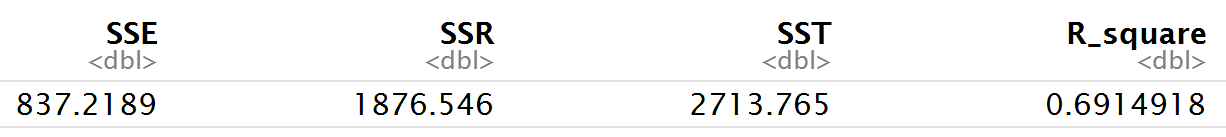 SSE SSR SST R_square
<dbl> <dbl> <dbl> <dbl>
837.2189 1876.546 2713.765 0.6914918